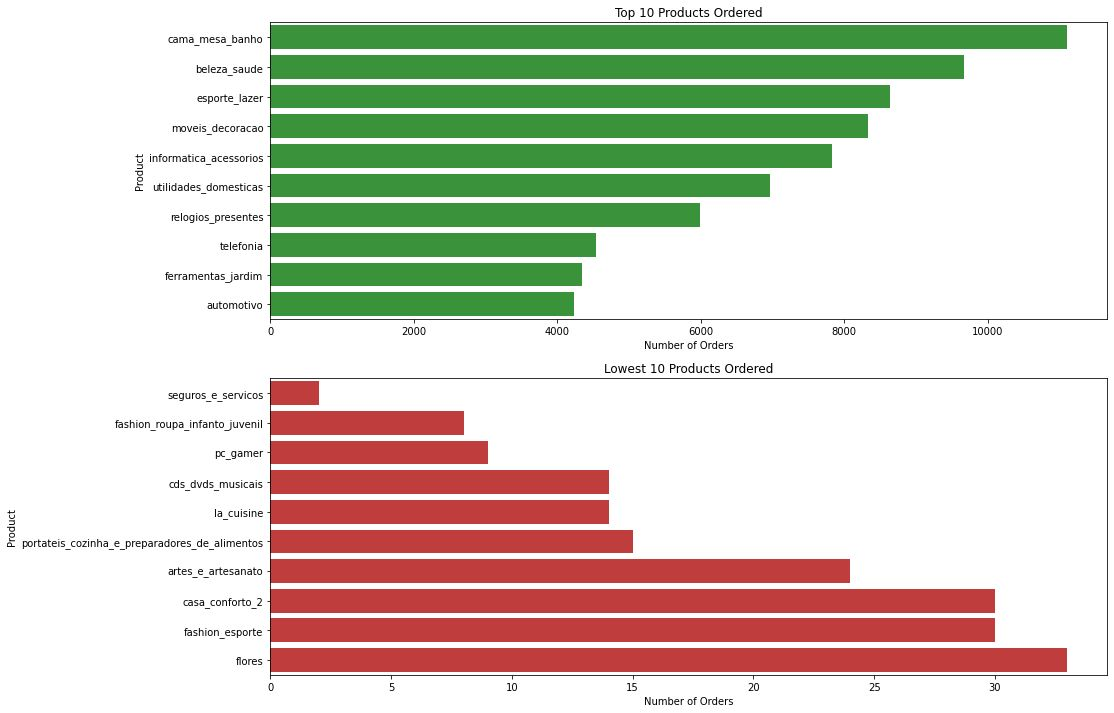 Top 10 Products Ordered
Product
cama_mesa_banho
beleza_saude
esporte_lazer
moveis_decoracao
informatica_acessorios
utilidades_domesticas
relogios_presentes
telefonia
ferramentas_jardim
automotivo
0 2000 4000 6000 8000 10000
Number of Orders
Lowest 10 Products Ordered
Product
seguros_e_servicos
fashion_roupa_infanto_juvenil
pc_gamer
cds_dvds_musicais
la_cuisine
portateis_cozinha_e_preparadores_de_alimentos
artes_e_artesanato
casa_conforto_2
fashion_esporte
flores
0 5 10 15 20 25 30
Number of Orders